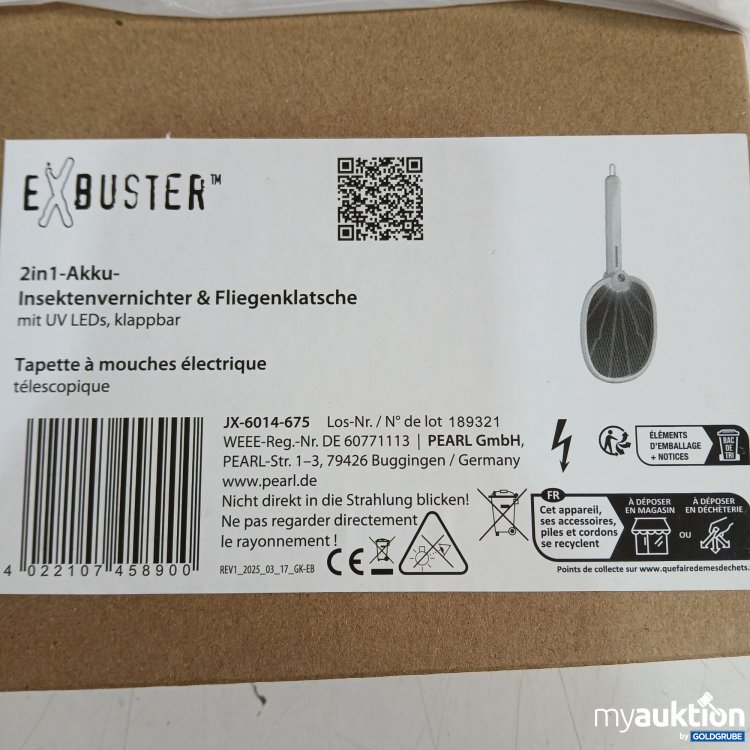 EXBUSTER™
2in1-Akku-
Insektenvernichter & Fliegenklatsche
mit UV LEDs, klappbar
Tapette à mouches électrique
télescopique
JX-6014-675 Los-Nr. / N° de lot 189321
WEEE-Reg.-Nr. DE 60771113 | PEARL GmbH,
PEARL-Str. 1–3, 79426 Buggingen / Germany
www.pearl.de
Nicht direkt in die Strahlung blicken!
Ne pas regarder directement
le rayonnement !
REV1_2025_03_17_GK-EB
CE
4 022107 458900
ÉLÉMENTS
D'EMBALLAGE
+ NOTICES
BAC
DE
TRI
FR
Cet appareil,
ses accessoires,
piles et cordons
se recyclent
À DÉPOSER
EN MAGASIN
OU
À DÉPOSER
EN DÉCHÈTERIE
Points de collecte sur www.quefairedemesdechets.
myauktion
by GOLDGRUBE